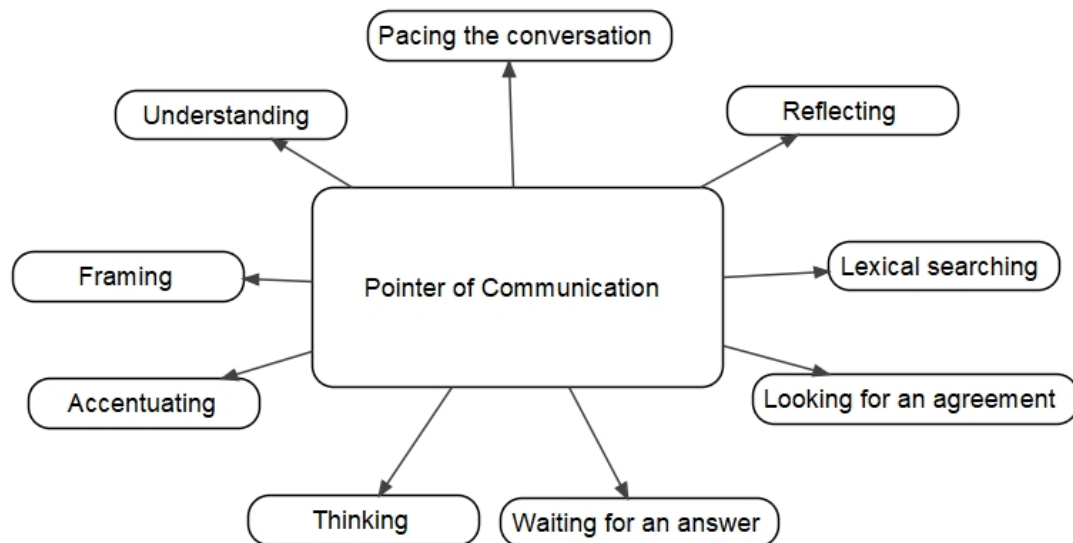 Pacing the conversation
Understanding
Reflecting
Framing
Pointer of Communication
Lexical searching
Accentuating
Looking for an agreement
Thinking
Waiting for an answer